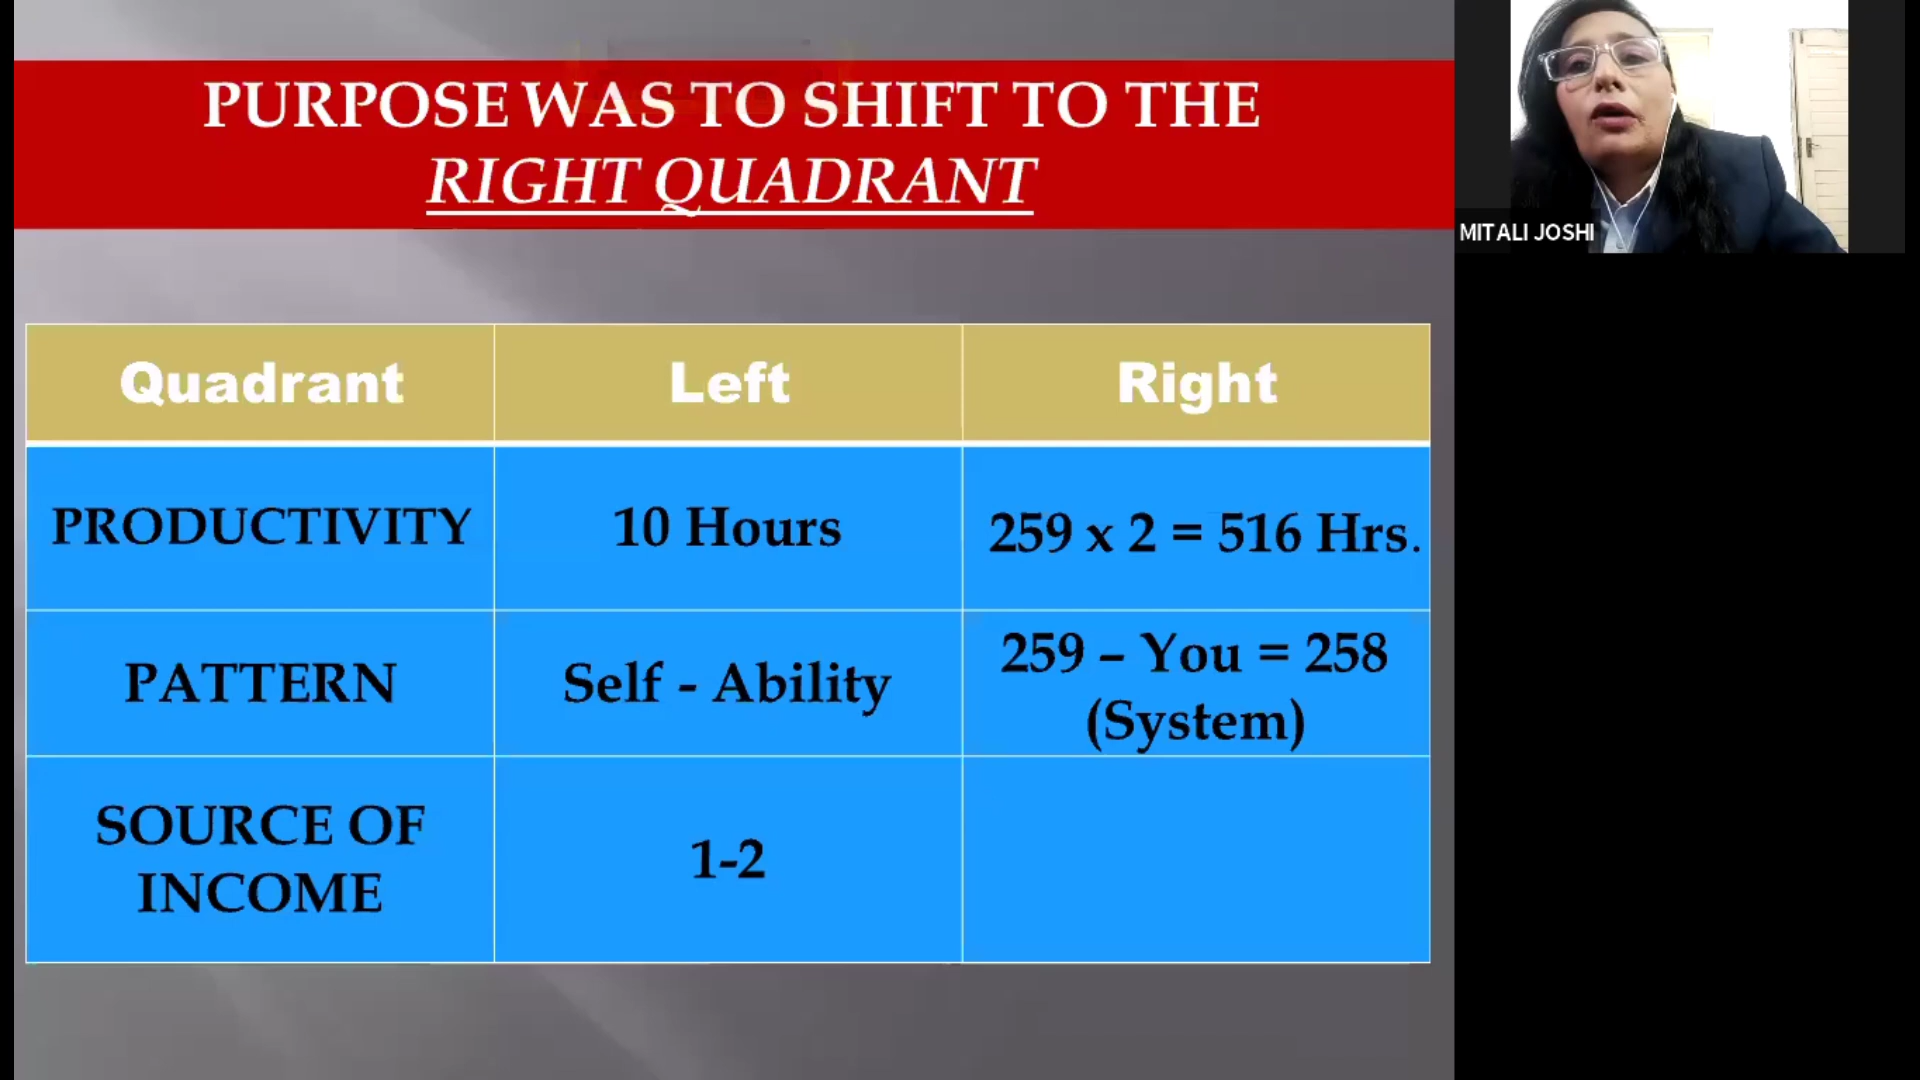 PURPOSE WAS TO SHIFT TO THE
RIGHT QUADRANT
MITALI JOSHI
Quadrant Left Right
PRODUCTIVITY 10 Hours 259 x 2 = 516 Hrs.
PATTERN Self - Ability 259 – You = 258
(System)
SOURCE OF
INCOME 1-2